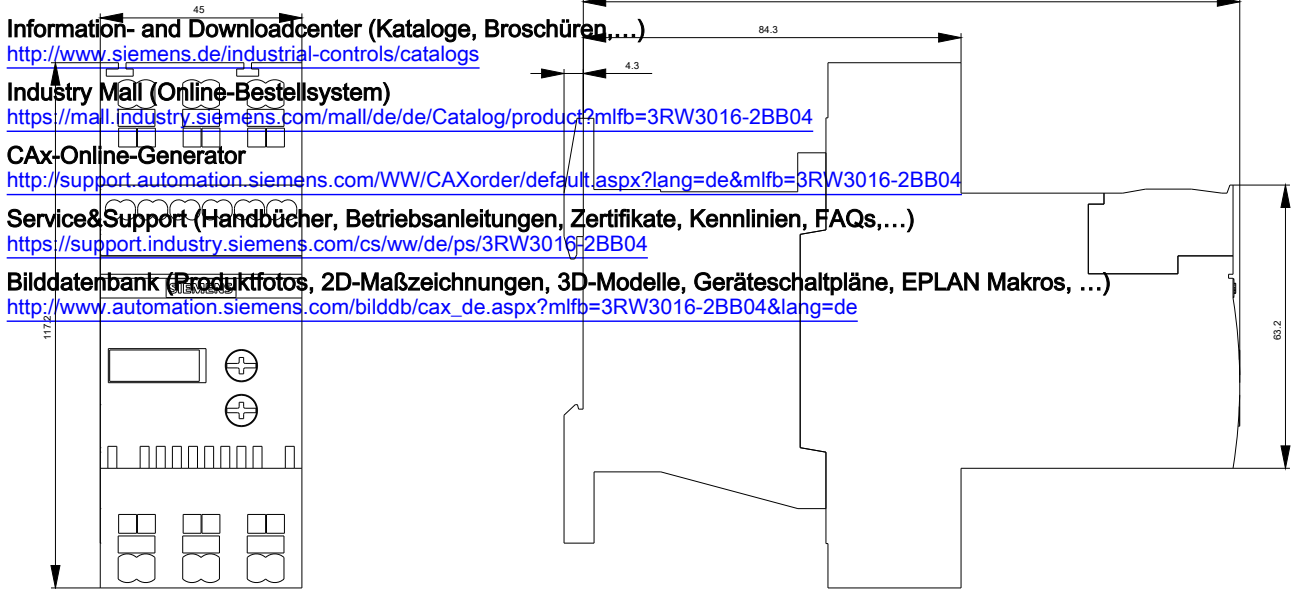 45
Information- and Downloadcenter (Kataloge, Broschüren,…)
84.3
http://www.siemens.de/industrial-controls/catalogs
4.3
Industry Mall (Online-Bestellsystem)
https://mall.industry.siemens.com/mall/de/de/Catalog/product?mlfb=3RW3016-2BB04
CAx-Online-Generator
http://support.automation.siemens.com/WW/CAXorder/default.aspx?lang=de&mlfb=3RW3016-2BB04
Service&Support (Handbücher, Betriebsanleitungen, Zertifikate, Kennlinien, FAQs,…)
https://support.industry.siemens.com/cs/ww/de/ps/3RW3016-2BB04
Bilddatenbank (Produktfotos, 2D-Maßzeichnungen, 3D-Modelle, Geräteschaltpläne, EPLAN Makros, …)
SIEMENS
http://www.automation.siemens.com/bilddb/cax_de.aspx?mlfb=3RW3016-2BB04&lang=de
117.2
63.2